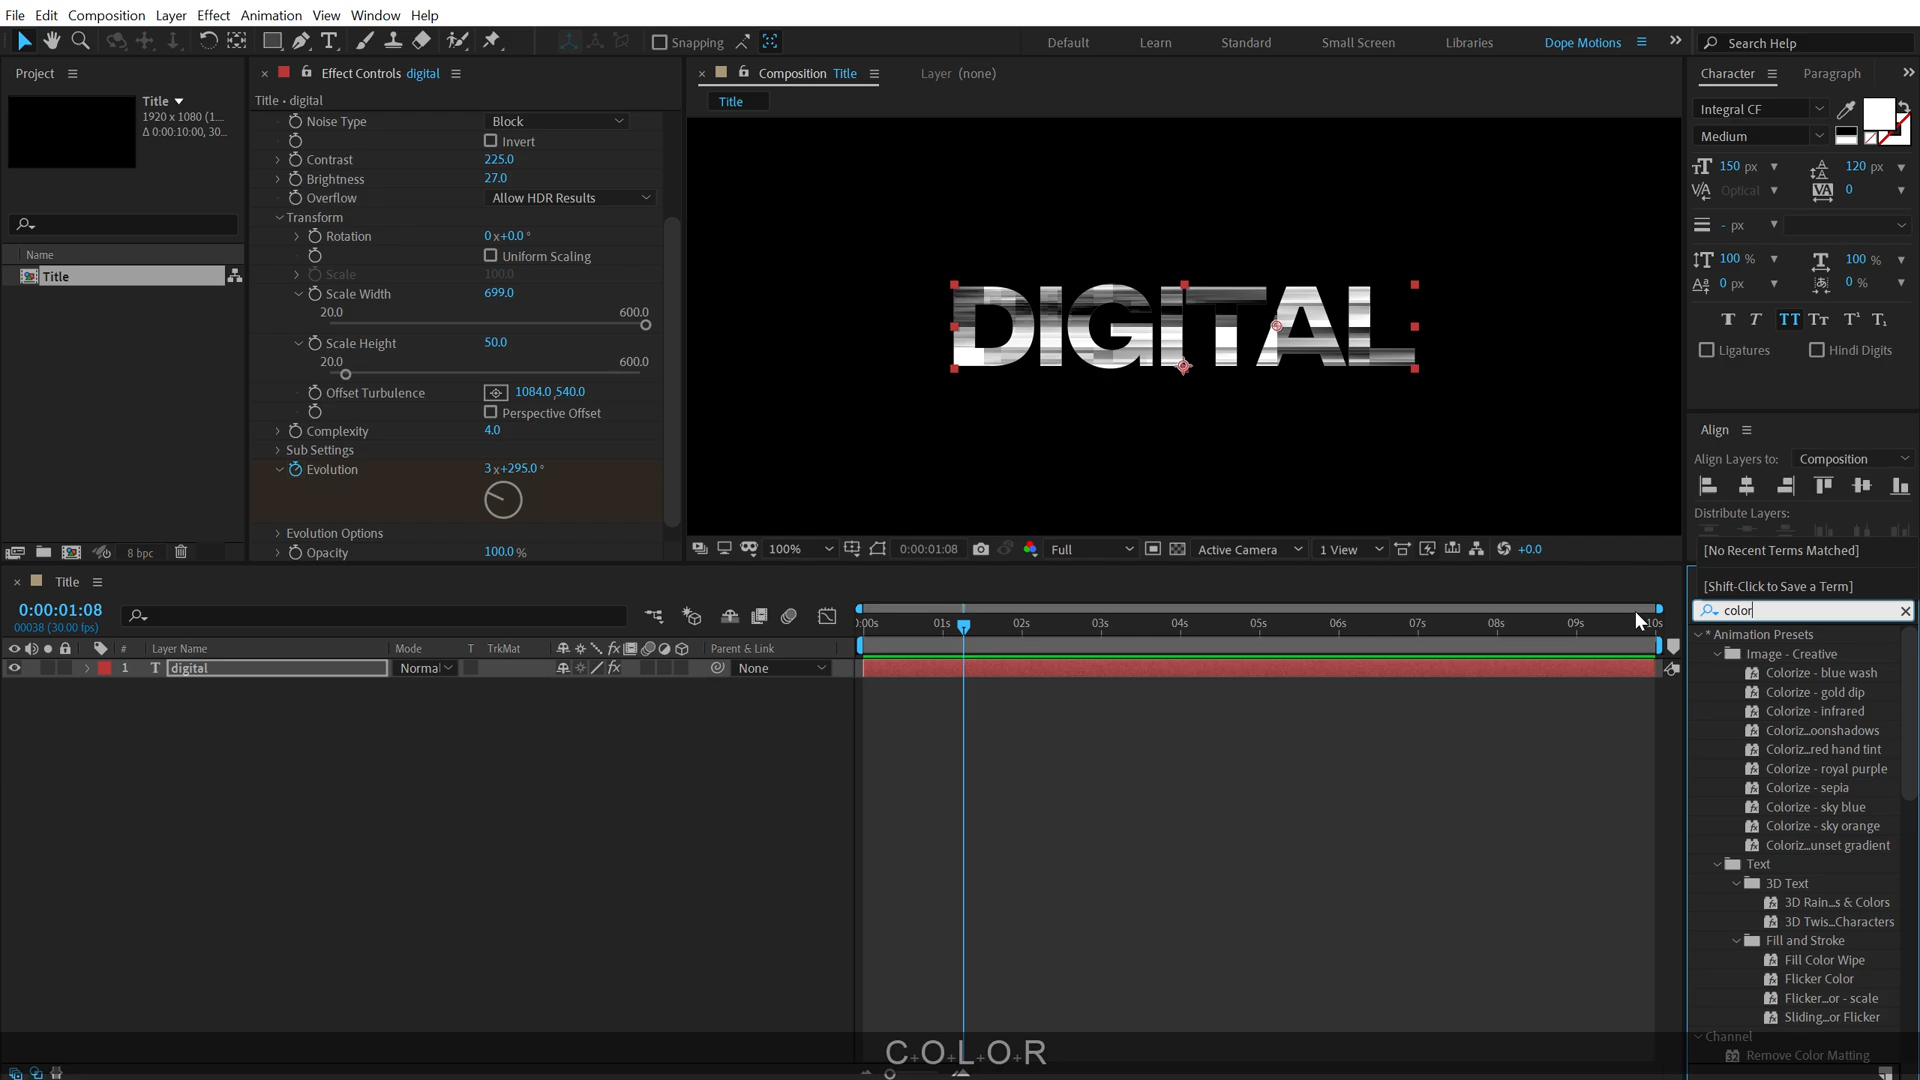 File Edit Composition Layer Effect Animation View Window Help
Snapping
Default Learn Standard Small Screen Libraries Dope Motions
Search Help
Project
Title
1920 x 1080 (1...
Δ 0:00:10:00, 30...
Name
Title
8 bpc
Effect Controls digital
Title • digital
Noise Type Block
Invert
Contrast 225.0
Brightness 27.0
Overflow Allow HDR Results
Transform
Rotation 0 x+0.0 °
Uniform Scaling
Scale 100.0
Scale Width 699.0
20.0 600.0
Scale Height 50.0
20.0 600.0
Offset Turbulence 1084.0 ,540.0
Perspective Offset
Complexity 4.0
Sub Settings
Evolution 3 x+295.0 °
Evolution Options
Opacity 100.0 %
Composition Title
Layer (none)
Title
DIGITAL
100% 0:00:01:08 Full Active Camera 1 View +0.0
Character Paragraph
Integral CF
Medium
150 px 120 px
Optical 0
- px
100 % 100 %
0 px 0 %
Ligatures Hindi Digits
Align
Align Layers to: Composition
Distribute Layers:
[No Recent Terms Matched]
[Shift-Click to Save a Term]
color
* Animation Presets
Image - Creative
Colorize - blue wash
Colorize - gold dip
Colorize - infrared
Coloriz...oonshadows
Coloriz...red hand tint
Colorize - royal purple
Colorize - sepia
Colorize - sky blue
Colorize - sky orange
Coloriz...unset gradient
Text
3D Text
3D Rain...s & Colors
3D Twis...Characters
Fill and Stroke
Fill Color Wipe
Flicker Color
Flicker...or - scale
Sliding...or Flicker
Channel
Remove Color Matting
Title
0:00:01:08
00038 (30.00 fps)
# Layer Name Mode T TrkMat Parent & Link
1 T digital Normal None
:00s 01s 02s 03s 04s 05s 06s 07s 08s 09s 10s
C+O+L+O+R